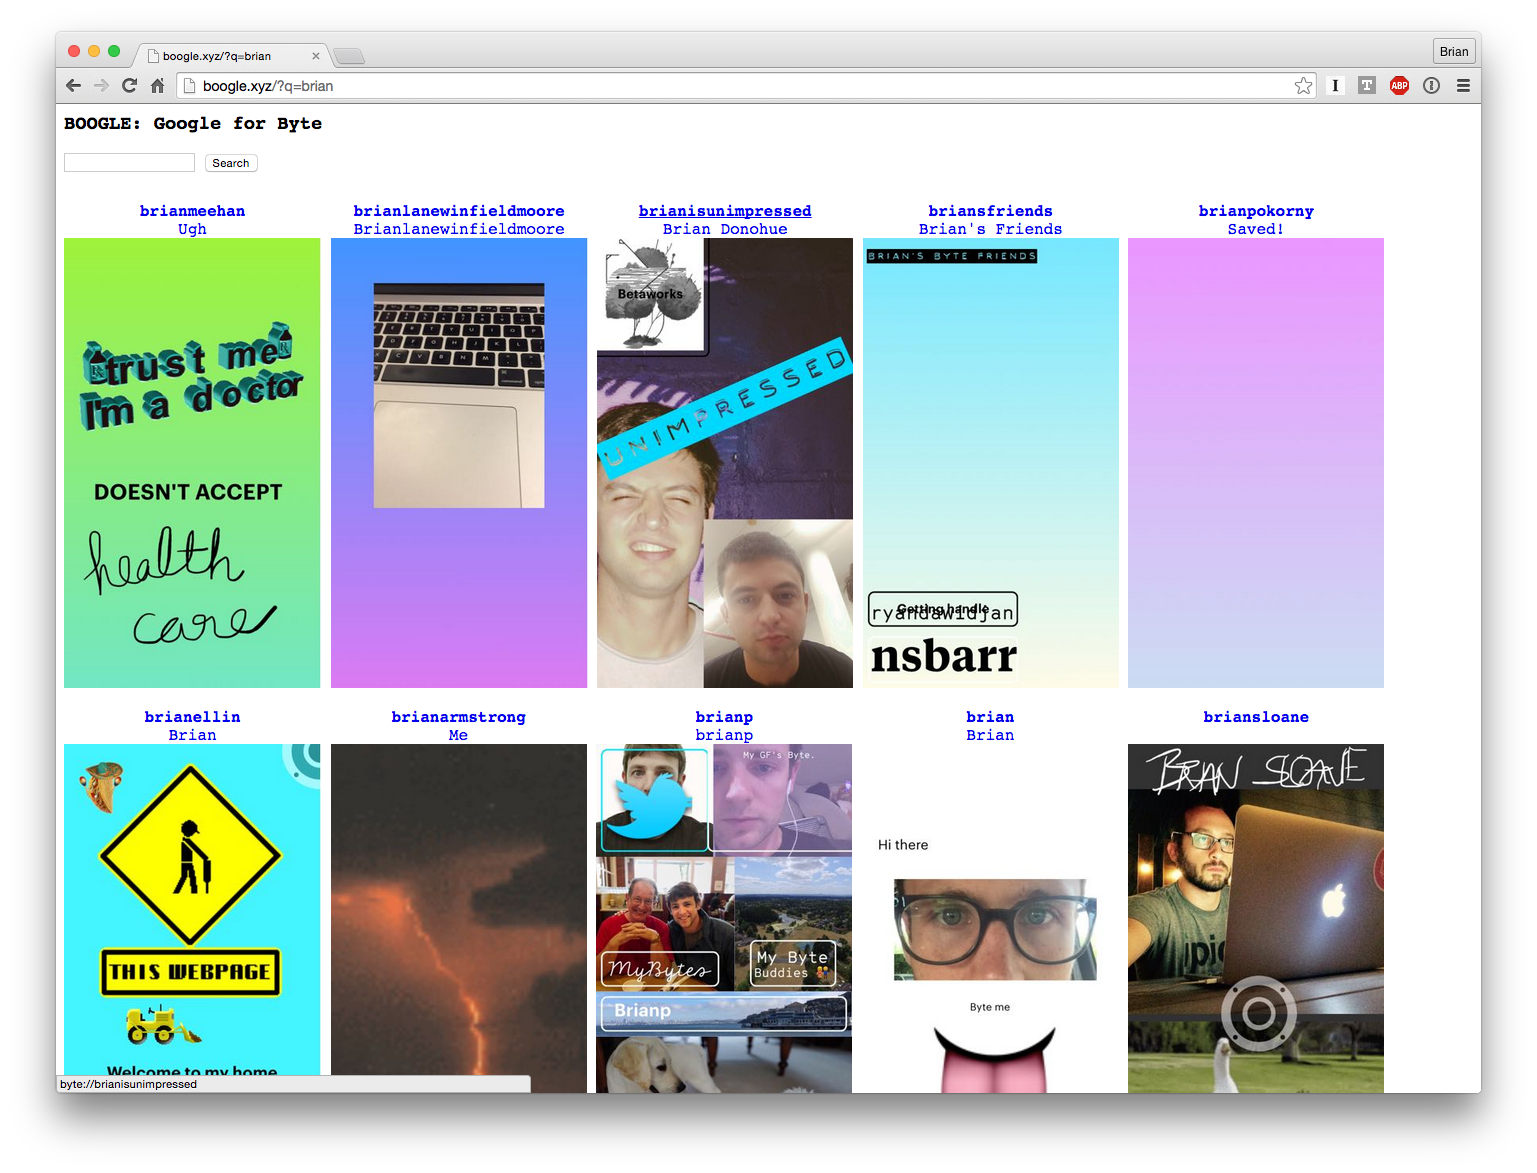 boogle.xyz/?q=brian
Brian
boogle.xyz/?q=brian
I
T
ABP
BOOGLE: Google for Byte
Search
brianmeehan
Ugh
brianlanewinfieldmoore
Brianlanewinfieldmoore
brianisunimpressed
Brian Donohue
briansfriends
Brian's Friends
brianpokorny
Saved!
trust me
I'm a doctor
DOESN'T ACCEPT
health
care
Betaworks
UNIMPRESSED
BRIAN'S BYTE FRIENDS
Getting handle
ryandawidjan
nsbarr
brianellin
Brian
brianarmstrong
Me
brianp
brianp
brian
Brian
briansloane
THIS WEBPAGE
Welcome to my home
My GF's Byte.
MyBytes
My Byte
Buddies
Brianp
Hi there
Byte me
BRIAN SLOANE
byte://brianisunimpressed